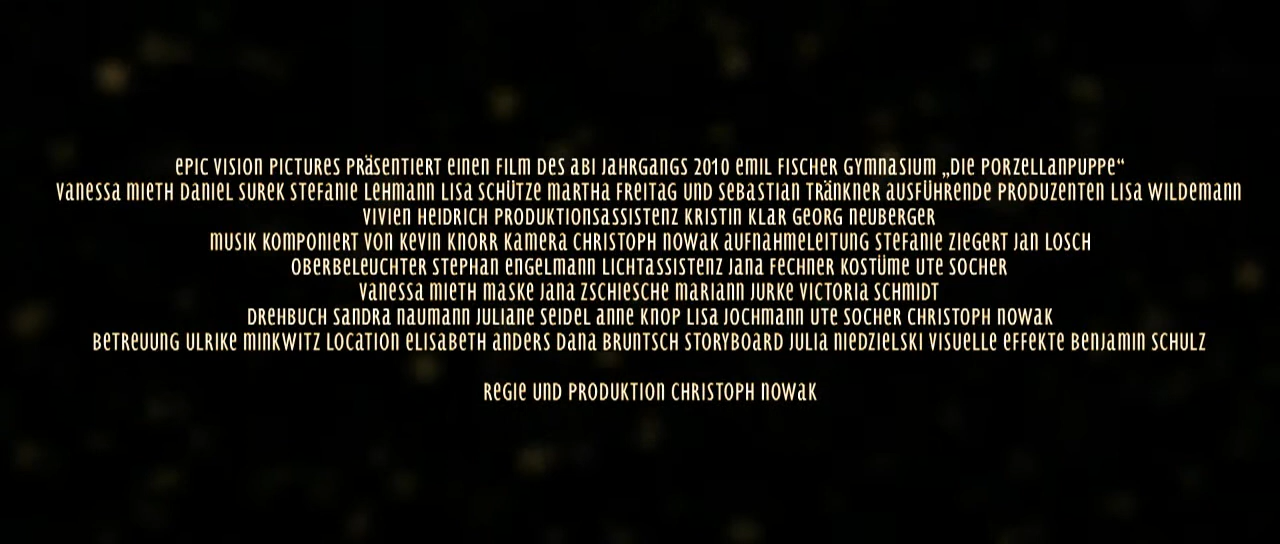 epic vision pictures präsentiert einen film des abi jahrgangs 2010 emil fischer gymnasium „die porzellanpuppe“
vanessa mieth daniel surek stefanie lehmann lisa schütze martha freitag und sebastian tränkner ausführende produzenten lisa wildemann
vivien heidrich produktionsassistenz kristin klar georg neuberger
musik komponiert von kevin knorr kamera christoph nowak aufnahmeleitung stefanie ziegert jan losch
oberbeleuchter stephan engelmann lichtassistenz jana fechner kostüme ute socher
vanessa mieth maske jana zschiesche mariann jurke victoria schmidt
drehbuch sandra naumann juliane seidel anne knop lisa jochmann ute socher christoph nowak
betreuung ulrike minkwitz location elisabeth anders dana bruntsch storyboard julia niedzielski visuelle effekte benjamin schulz
regie und produktion christoph nowak